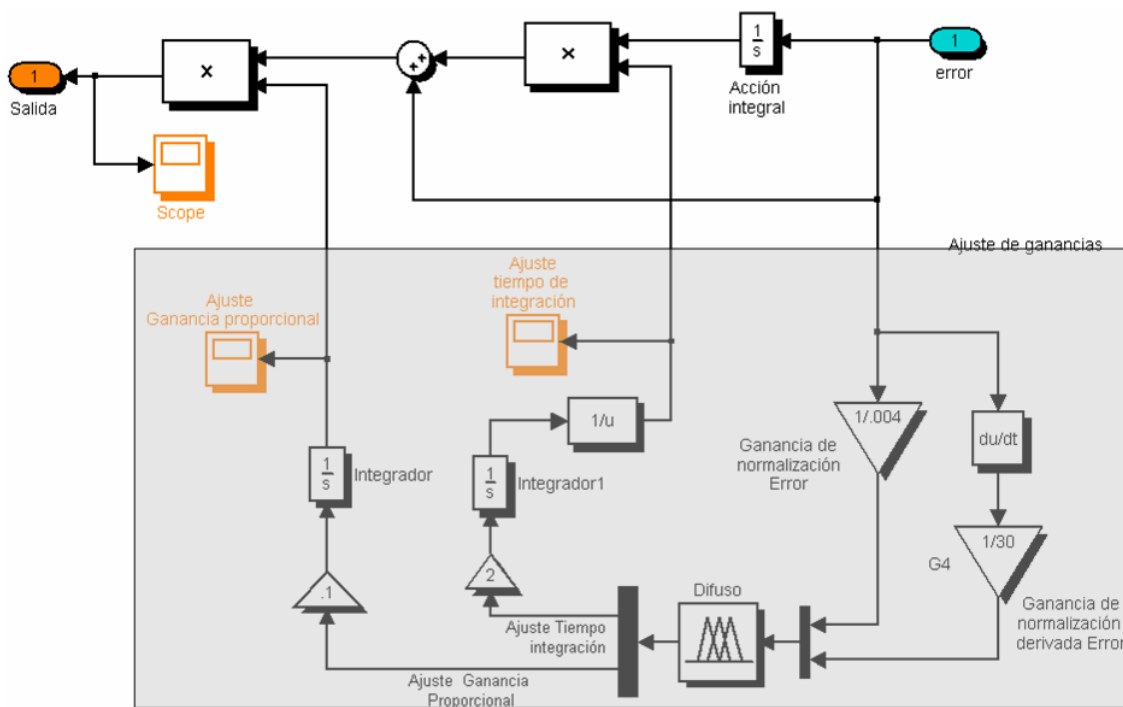 1
Salida
×
Scope
+
+
×
1
s
Acción
integral
1
error
Ajuste de ganancias
Ajuste
Ganancia proporcional
Ajuste
tiempo de
integración
1/u
1
s
Integrador
1
s
Integrador1
.1
2
Ajuste Tiempo
integración
Ajuste Ganancia
Proporcional
Difuso
1/.004
Ganancia de
normalización
Error
du/dt
1/30
G4
Ganancia de
normalización
derivada Error